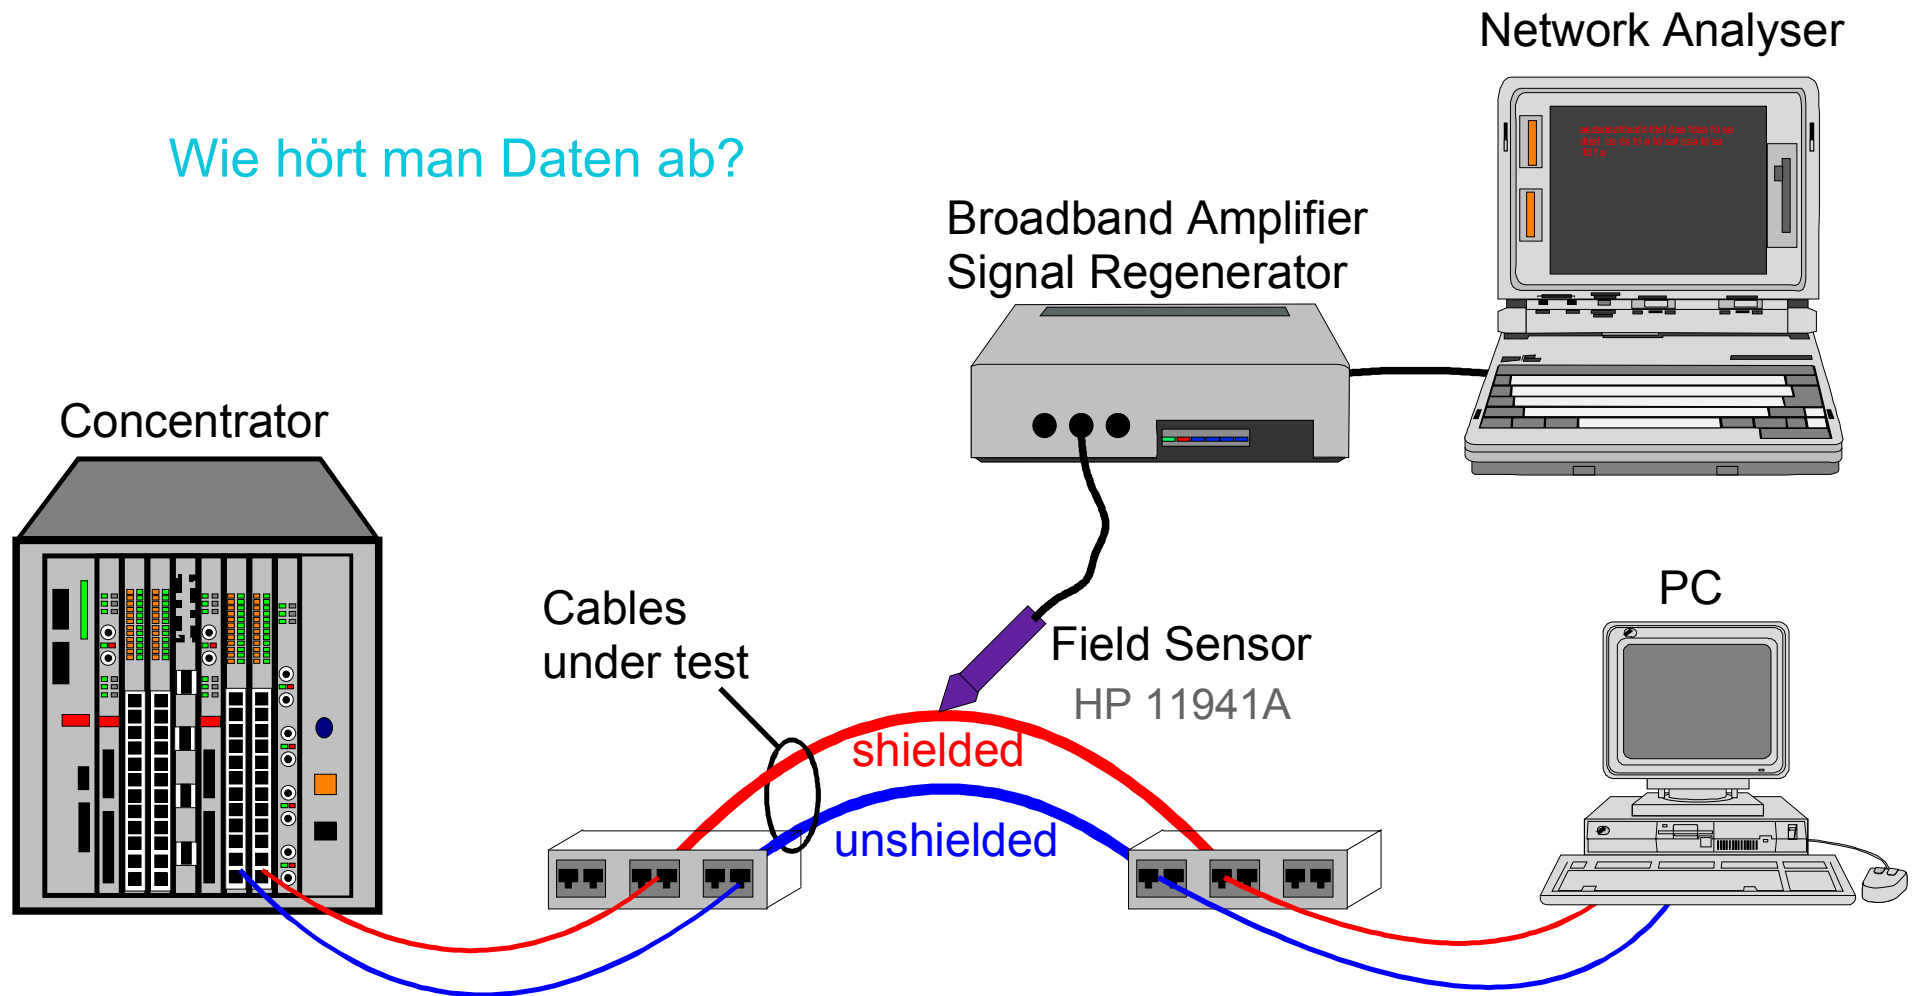 Network Analyser
Wie hört man Daten ab?
Broadband Amplifier
Signal Regenerator
Concentrator
Cables
under test
Field Sensor
HP 11941A
PC
shielded
unshielded